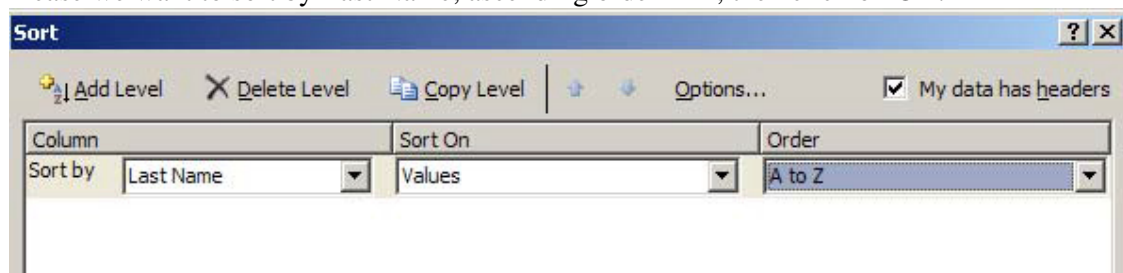 Sort
Add Level Delete Level Copy Level Options... My data has headers
Column Sort On Order
Sort by Last Name Values A to Z